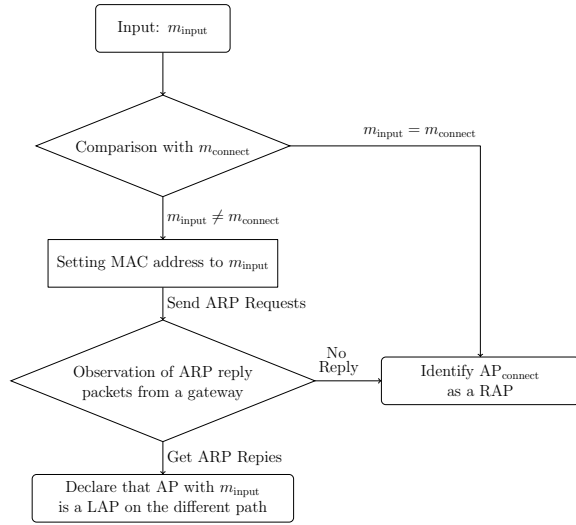 Input: m_input
Comparison with m_connect
m_input = m_connect
m_input ≠ m_connect
Setting MAC address to m_input
Send ARP Requests
Observation of ARP reply
packets from a gateway
No
Reply
Identify AP_connect
as a RAP
Get ARP Repies
Declare that AP with m_input
is a LAP on the different path